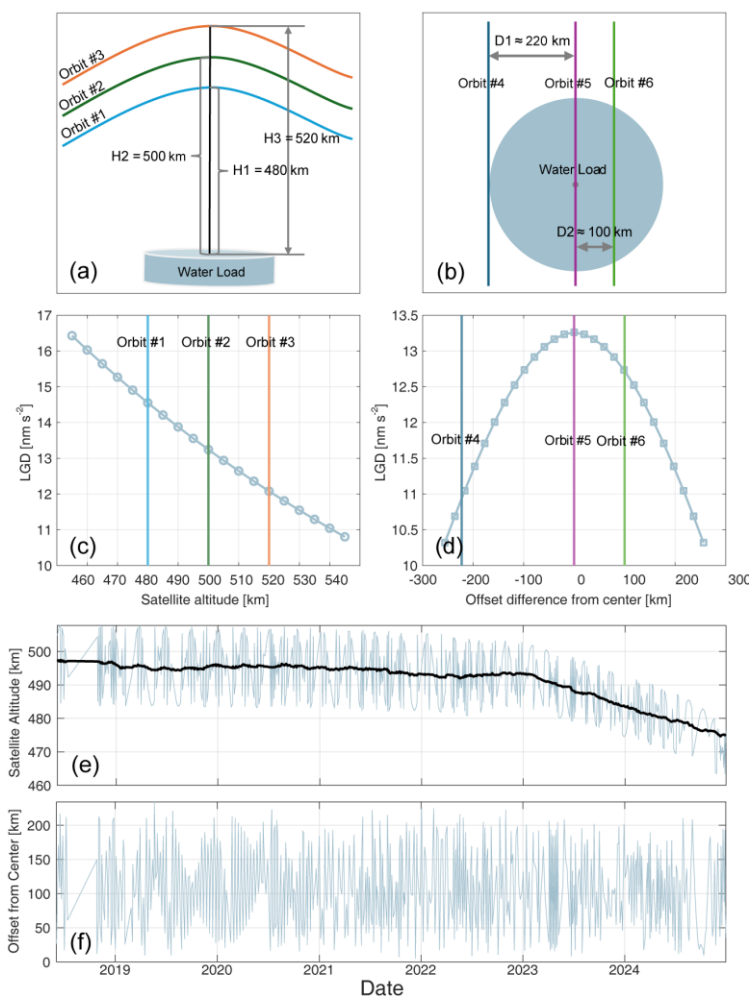 Orbit #3
Orbit #2
Orbit #1
H3 = 520 km
H2 = 500 km
H1 = 480 km
Water Load
(a)
D1 ≈ 220 km
Orbit #4
Orbit #5
Orbit #6
Water Load
D2 ≈ 100 km
(b)
17
16
15
14
13
12
11
10
LGD [nm s⁻²]
Orbit #1
Orbit #2
Orbit #3
(c)
460 470 480 490 500 510 520 530 540
Satellite altitude [km]
13.5
13
12.5
12
11.5
11
10.5
10
LGD [nm s⁻²]
Orbit #4
Orbit #5
Orbit #6
(d)
-300 -200 -100 0 100 200 300
Offset difference from center [km]
500
490
480
460
Satellite Altitude [km]
(e)
2019 2020 2021 2022 2023 2024
200
150
100
50
0
Offset from Center [km]
(f)
2019 2020 2021 2022 2023 2024
Date